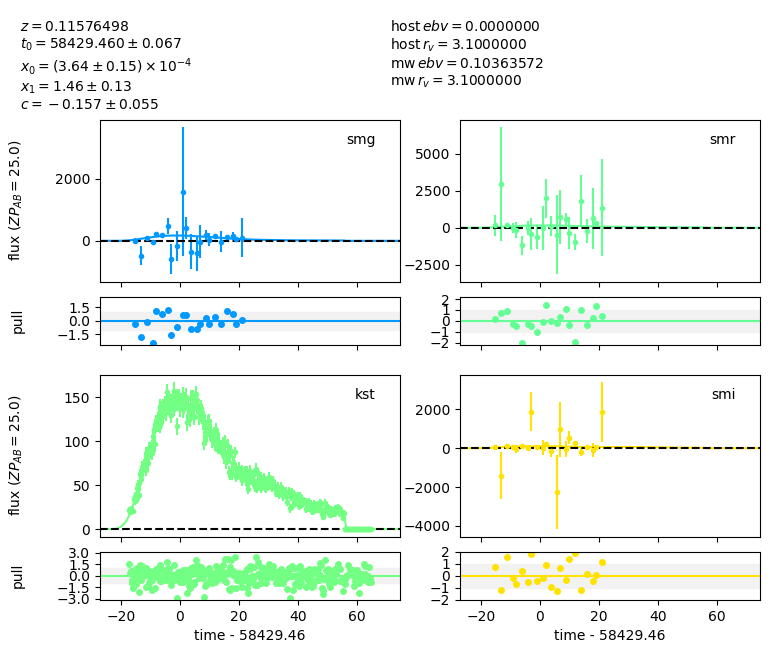 z = 0.11576498
t₀ = 58429.460 ± 0.067
x₀ = (3.64 ± 0.15) × 10⁻⁴
x₁ = 1.46 ± 0.13
c = −0.157 ± 0.055
host ebv = 0.0000000
host r_v = 3.1000000
mw ebv = 0.10363572
mw r_v = 3.1000000
flux (ZP_AB = 25.0)
2000
0
smg
5000
2500
0
−2500
smr
pull
1.5
0.0
−1.5
2
1
0
−1
−2
flux (ZP_AB = 25.0)
150
100
50
0
kst
2000
0
−2000
−4000
smi
pull
3.0
1.5
0.0
−1.5
−3.0
2
1
0
−1
−2
−20 0 20 40 60
time - 58429.46
−20 0 20 40 60
time - 58429.46